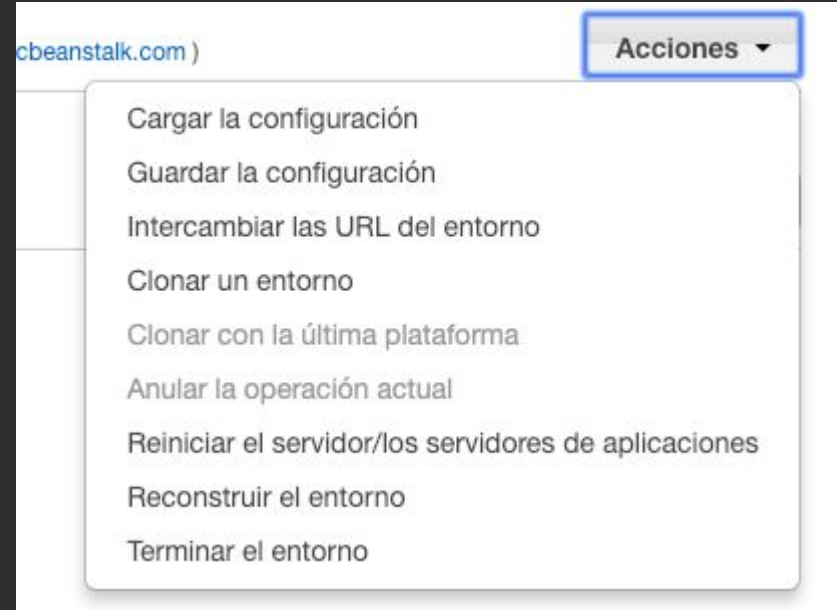 cbeanstalk.com )
Acciones
Cargar la configuración
Guardar la configuración
Intercambiar las URL del entorno
Clonar un entorno
Clonar con la última plataforma
Anular la operación actual
Reiniciar el servidor/los servidores de aplicaciones
Reconstruir el entorno
Terminar el entorno